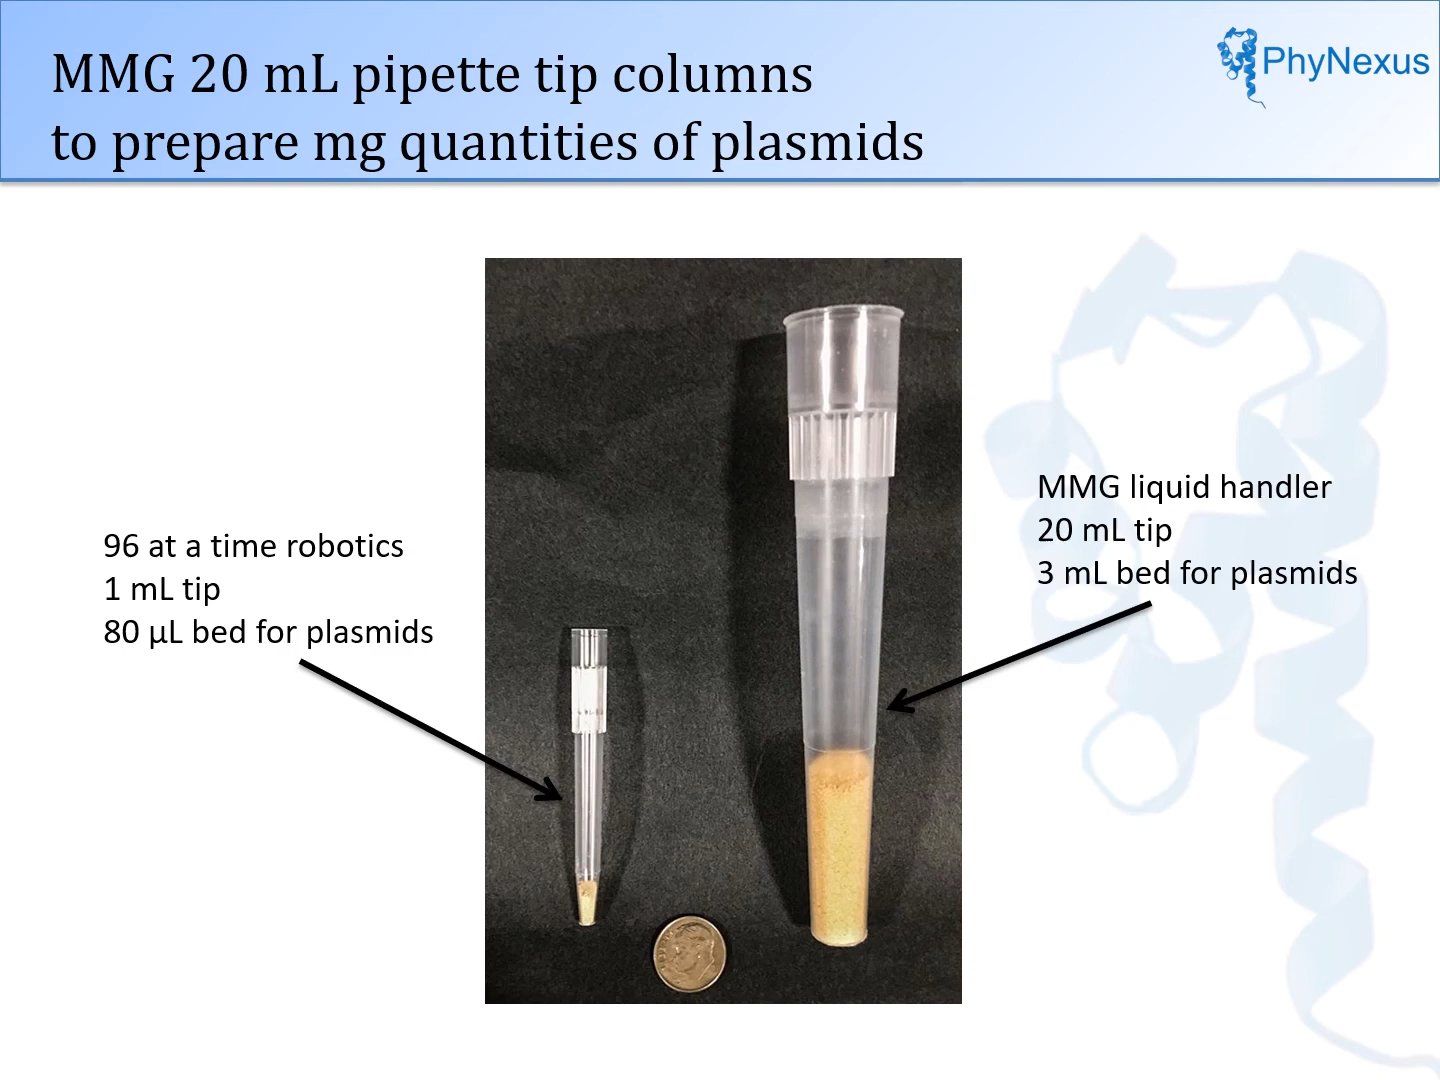 MMG 20 mL pipette tip columns
to prepare mg quantities of plasmids
PhyNexus
96 at a time robotics
1 mL tip
80 µL bed for plasmids
MMG liquid handler
20 mL tip
3 mL bed for plasmids